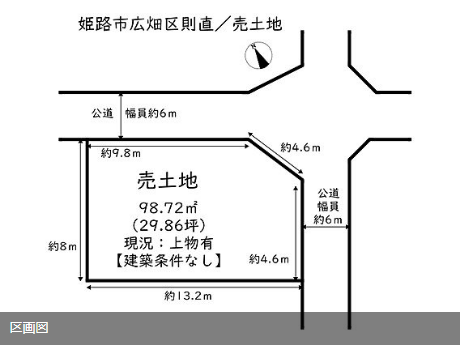 姫路市広畑区則直／売土地
N
公道 幅員約6m
約9.8m
約4.6m
売土地
98.72㎡
(29.86坪)
現況：上物有
【建築条件なし】
公道
幅員
約6m
約8m
約4.6m
約13.2m
区画図